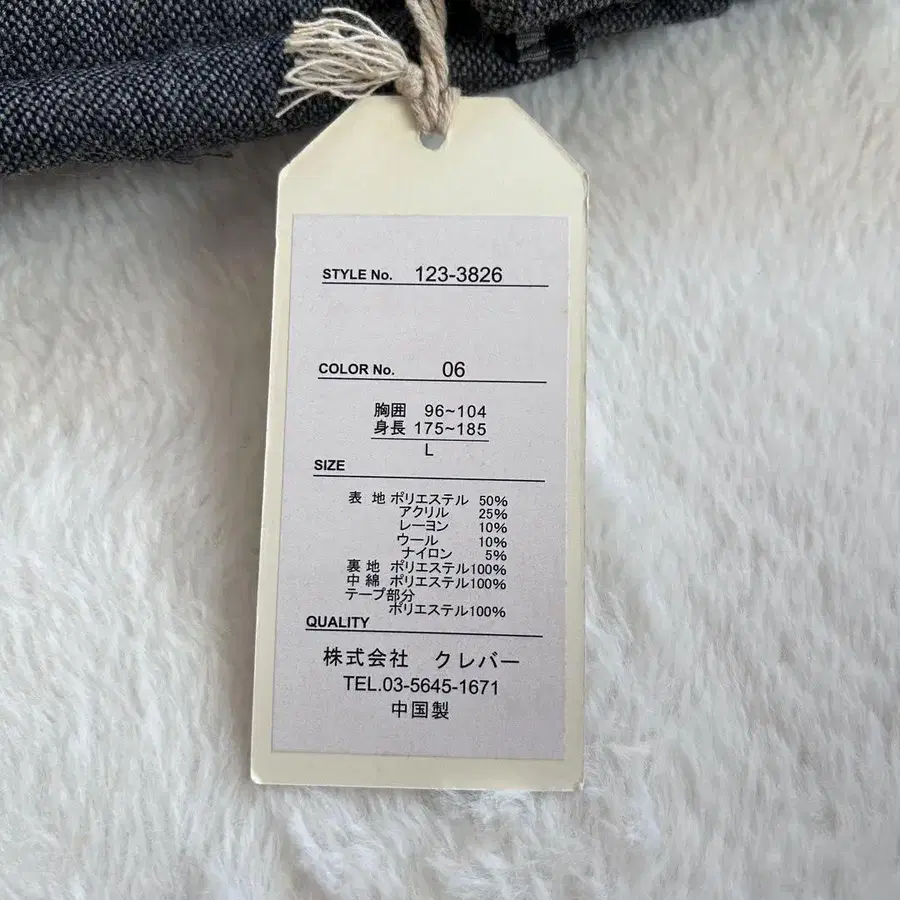 STYLE No. 123-3826
COLOR No. 06
胸囲 96~104
身長 175~185
L
SIZE
表 地 ポリエステル 50%
アクリル 25%
レーヨン 10%
ウール 10%
ナイロン 5%
裏 地 ポリエステル100%
中 綿 ポリエステル100%
テープ部分
ポリエステル100%
QUALITY
株式会社 クレバー
TEL.03-5645-1671
中国製